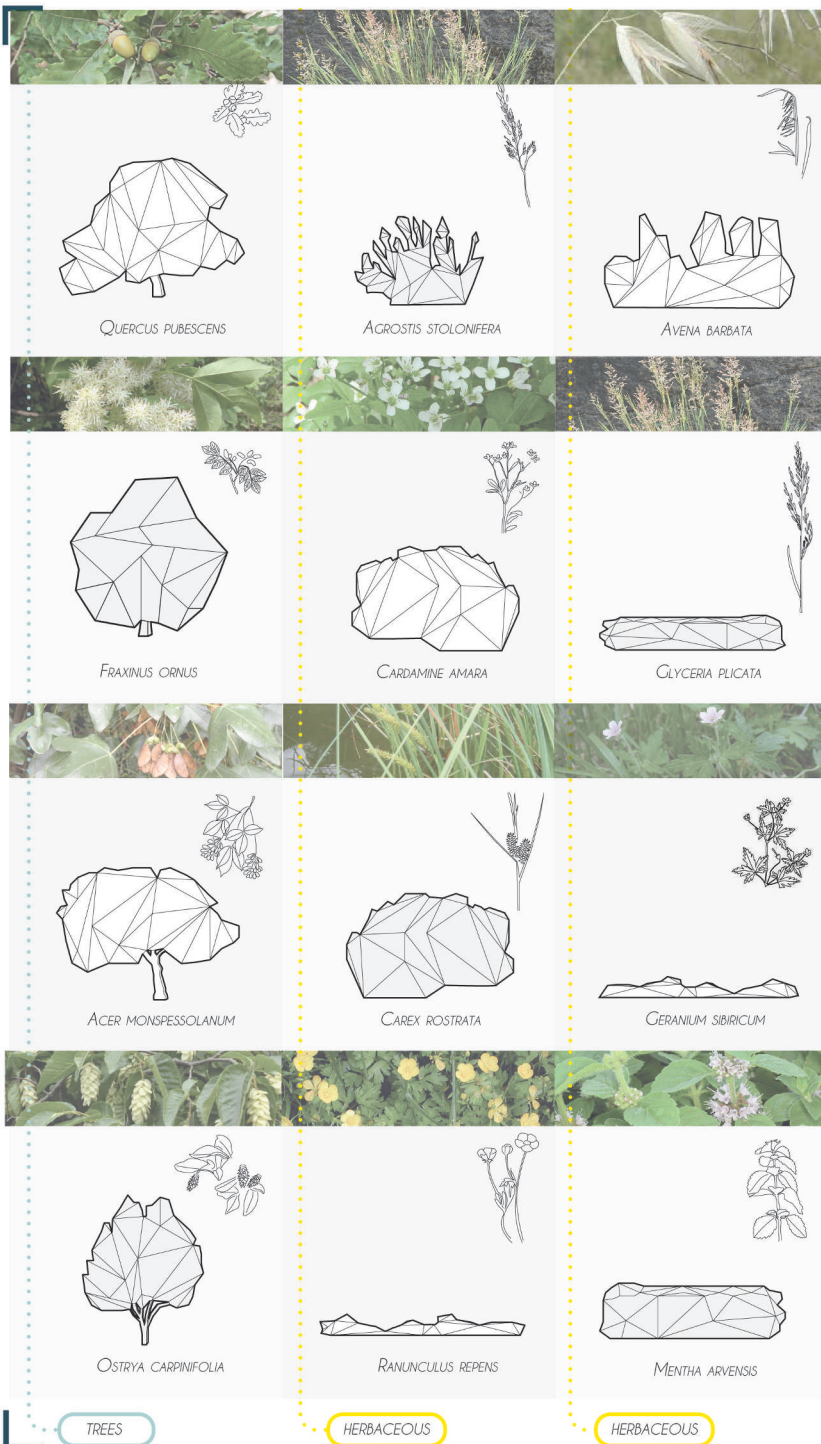 QUERCUS PUBESCENS
AGROSTIS STOLONIFERA
AVENA BARBATA
FRAXINUS ORNUS
CARDAMINE AMARA
GLYCERIA PLICATA
ACER MONSPESSOLANUM
CAREX ROSTRATA
GERANIUM SIBIRICUM
OSTRYA CARPINIFOLIA
RANUNCULUS REPENS
MENTHA ARVENSIS
TREES
HERBACEOUS
HERBACEOUS